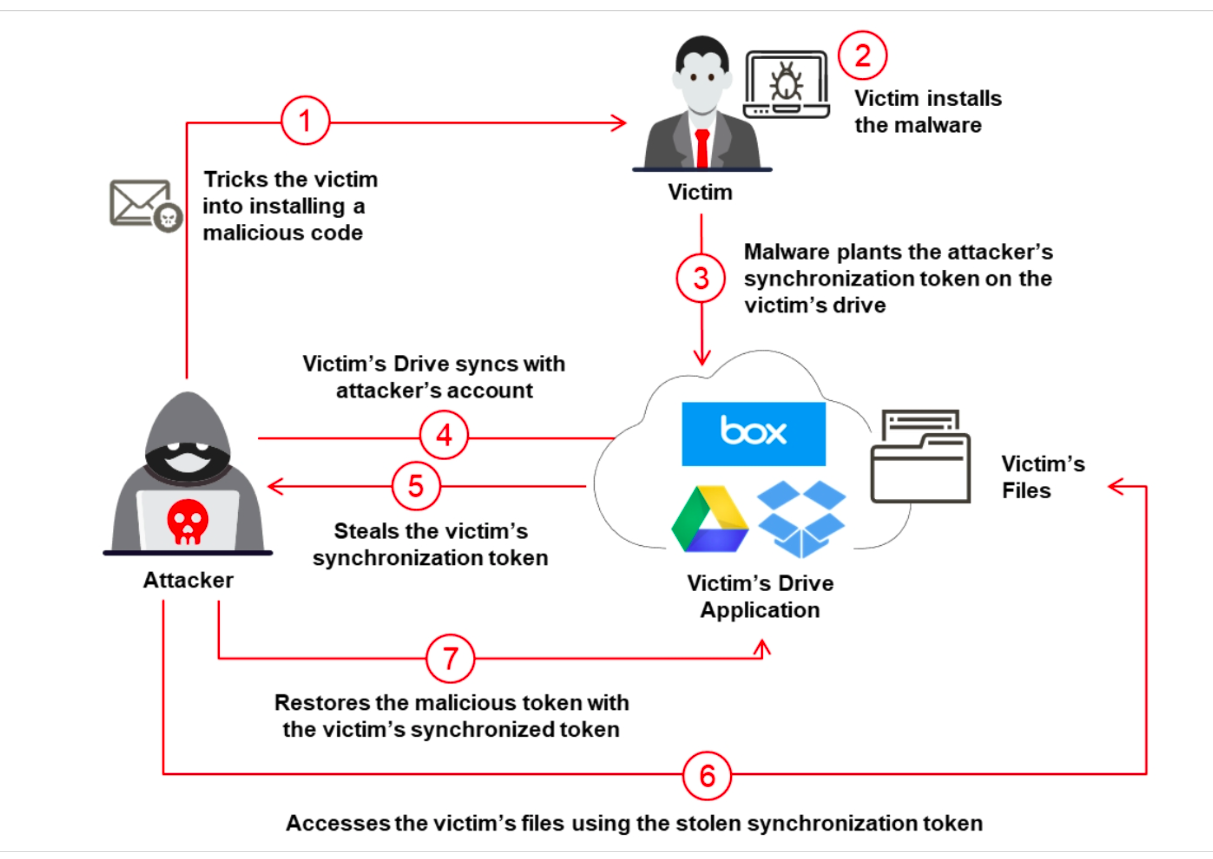 1
Tricks the victim
into installing a
malicious code
2
Victim installs
the malware
Victim
3
Malware plants the attacker's
synchronization token on the
victim's drive
Victim's Drive syncs with
attacker's account
4
5
Steals the victim's
synchronization token
Attacker
box
Victim's
Files
Victim's Drive
Application
7
Restores the malicious token with
the victim's synchronized token
6
Accesses the victim's files using the stolen synchronization token